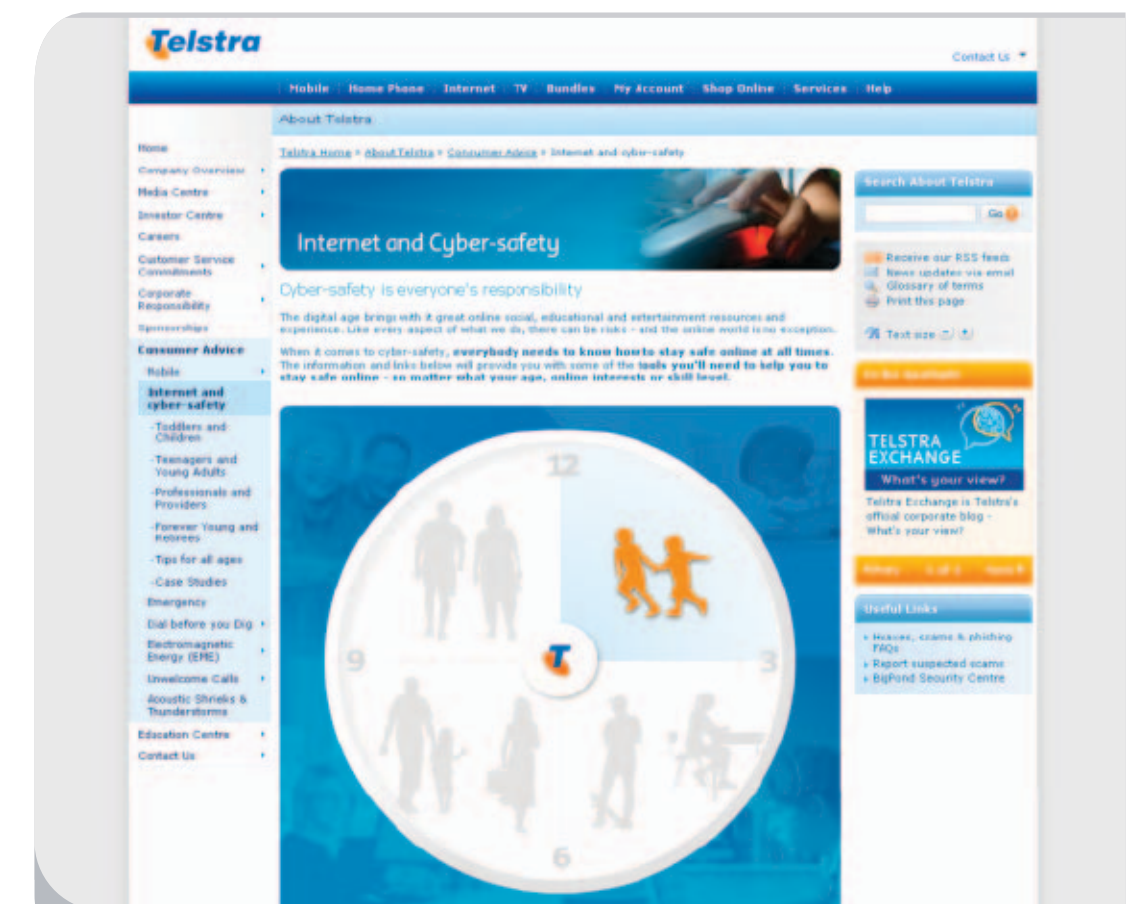 Telstra
Contact Us
Mobile Home Phone Internet TV Bundles My Account Shop Online Services Help
About Telstra
Home
Company Overview
Media Centre
Investor Centre
Careers
Customer Service
Commitments
Corporate
Responsibility
Sponsorships
Consumer Advice
Mobile
Internet and
cyber-safety
-Toddlers and
Children
-Teenagers and
Young Adults
-Professionals and
Providers
-Forever Young and
Retirees
-Tips for all ages
-Case Studies
Emergency
Dial before you Dig
Electromagnetic
Energy (EME)
Unwelcome Calls
Acoustic Shrieks &
Thunderstorms
Education Centre
Contact Us
Telstra Home > About Telstra > Consumer Advice > Internet and cyber-safety
Internet and Cyber-safety
Cyber-safety is everyone's responsibility
The digital age brings with it great online social, educational and entertainment resources and
experience. Like every aspect of what we do, there can be risks - and the online world is no exception.
When it comes to cyber-safety, everybody needs to know how to stay safe online at all times.
The information and links below will provide you with some of the tools you'll need to help you to
stay safe online - no matter what your age, online interests or skill level.
12
9
3
6
Search About Telstra
Go
Receive our RSS feeds
News updates via email
Glossary of terms
Print this page
Text size
TELSTRA
EXCHANGE
What's your view?
Telstra Exchange is Telstra's
official corporate blog -
What's your view?
Useful Links
Hoaxes, scams & phishing
FAQs
Report suspected scams
BigPond Security Centre